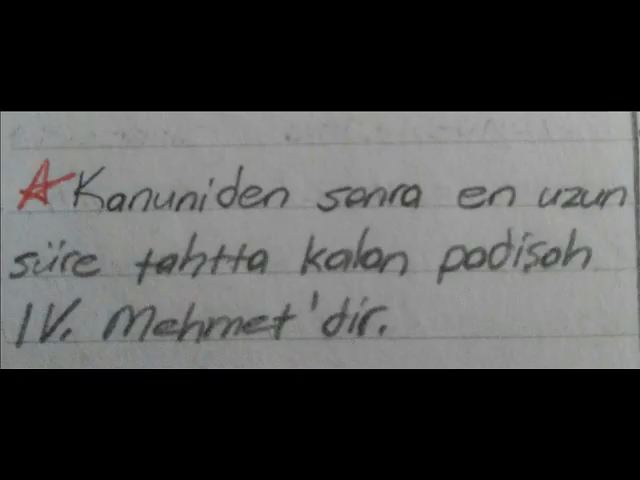 Kanuniden sonra en uzun
süre tahtta kalan padişah
IV. Mehmet'dir.